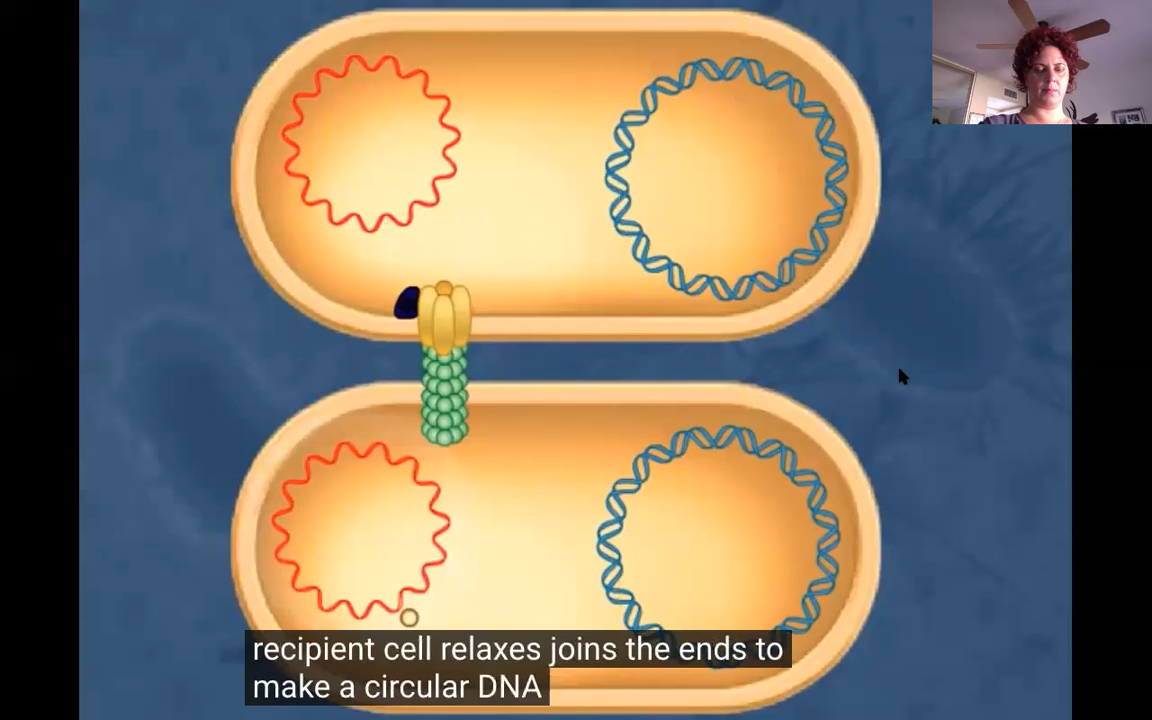 recipient cell relaxes joins the ends to
make a circular DNA